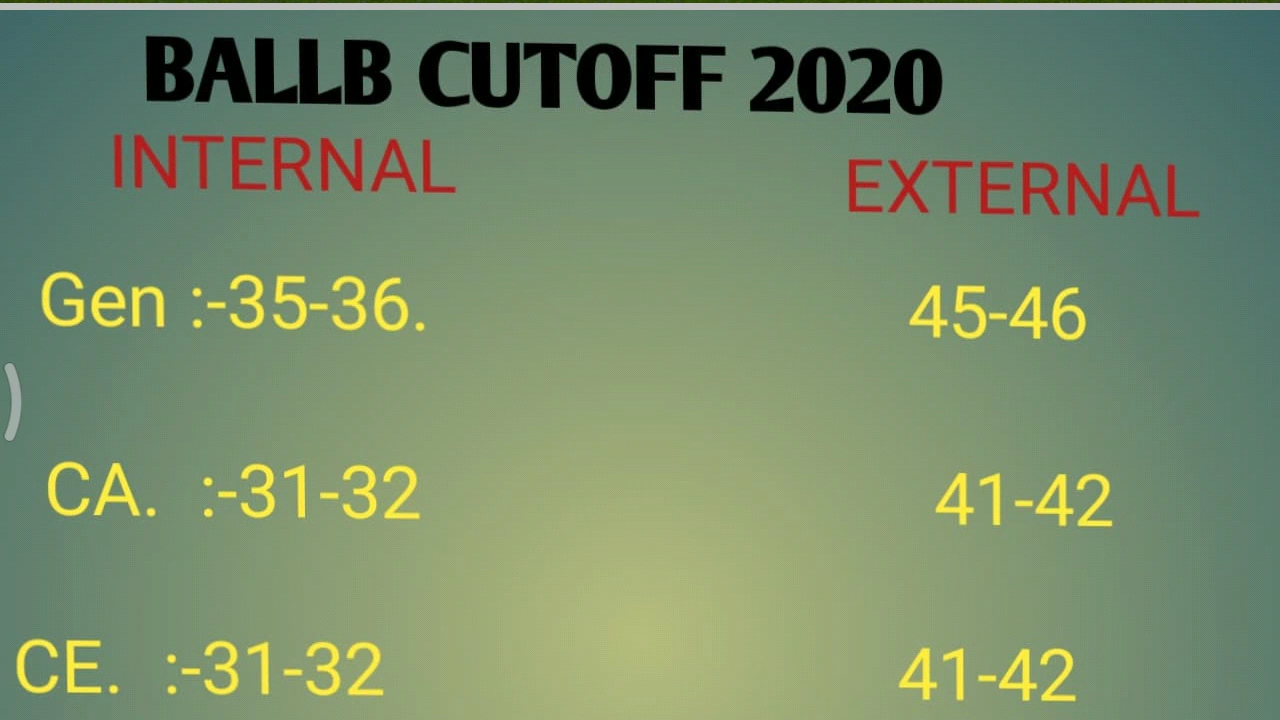 BALLB CUTOFF 2020
INTERNAL EXTERNAL
Gen :-35-36. 45-46
CA. :-31-32 41-42
CE. :-31-32 41-42